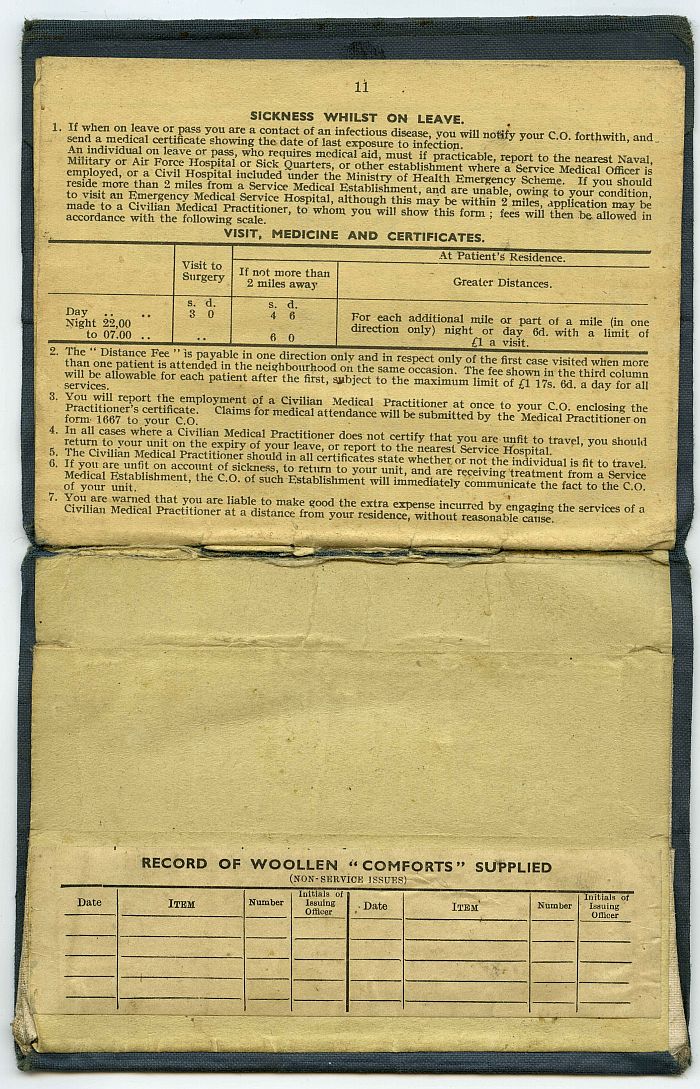 11
SICKNESS WHILST ON LEAVE.
1. If when on leave or pass you are a contact of an infectious disease, you will notify your C.O. forthwith, and
send a medical certificate showing the date of last exposure to infection.
An individual on leave or pass, who requires medical aid, must if practicable, report to the nearest Naval,
Military or Air Force Hospital or Sick Quarters, or other establishment where a Service Medical Officer is
employed, or a Civil Hospital included under the Ministry of Health Emergency Scheme. If you should
reside more than 2 miles from a Service Medical Establishment, and are unable, owing to your condition,
to visit an Emergency Medical Service Hospital, although this may be within 2 miles, application may be
made to a Civilian Medical Practitioner, to whom you will show this form ; fees will then be allowed in
accordance with the following scale.
VISIT, MEDICINE AND CERTIFICATES.
At Patient's Residence.
Visit to
Surgery
If not more than
2 miles away
Greater Distances.
s. d.
s. d.
Day .. .. 3 0 4 6
Night 22,00
to 07.00 .. .. 6 0
For each additional mile or part of a mile (in one
direction only) night or day 6d. with a limit of
£1 a visit.
2. The " Distance Fee " is payable in one direction only and in respect only of the first case visited when more
than one patient is attended in the neighbourhood on the same occasion. The fee shown in the third column
will be allowable for each patient after the first, subject to the maximum limit of £1 17s. 6d. a day for all
services.
3. You will report the employment of a Civilian Medical Practitioner at once to your C.O. enclosing the
Practitioner's certificate. Claims for medical attendance will be submitted by the Medical Practitioner on
form 1667 to your C.O.
4. In all cases where a Civilian Medical Practitioner does not certify that you are unfit to travel, you should
return to your unit on the expiry of your leave, or report to the nearest Service Hospital.
5. The Civilian Medical Practitioner should in all certificates state whether or not the individual is fit to travel.
6. If you are unfit on account of sickness, to return to your unit, and are receiving treatment from a Service
Medical Establishment, the C.O. of such Establishment will immediately communicate the fact to the C.O.
of your unit.
7. You are warned that you are liable to make good the extra expense incurred by engaging the services of a
Civilian Medical Practitioner at a distance from your residence, without reasonable cause.
RECORD OF WOOLLEN "COMFORTS" SUPPLIED
(NON-SERVICE ISSUES)
Date ITEM Number Initials of Issuing Officer Date ITEM Number Initials of Issuing Officer